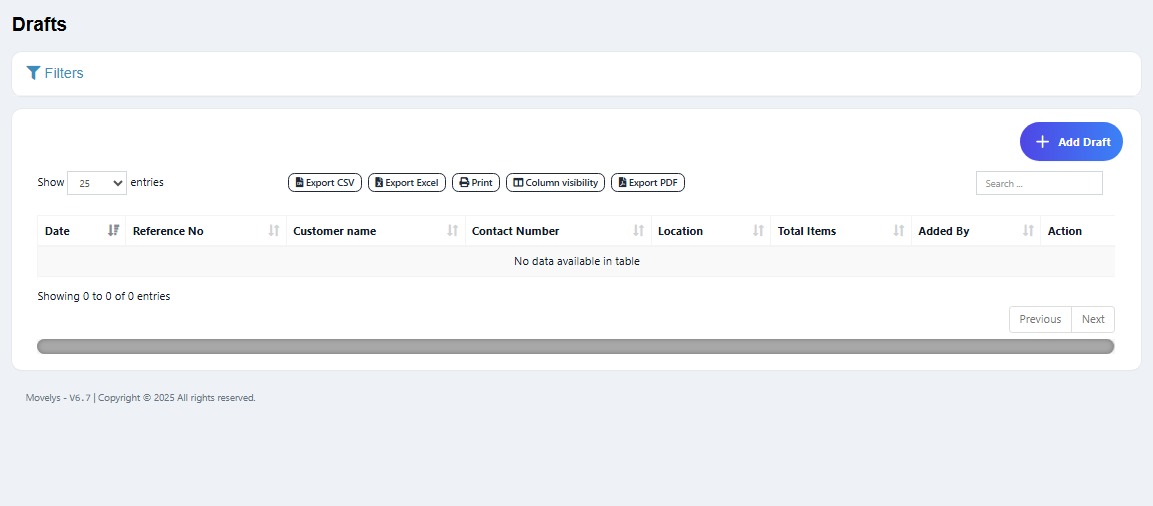 Drafts
Filters
Add Draft
Show 25 entries
Export CSV Export Excel Print Column visibility Export PDF
Search ...
Date Reference No Customer name Contact Number Location Total Items Added By Action
No data available in table
Showing 0 to 0 of 0 entries
Previous Next
Movelys - V6.7 | Copyright © 2025 All rights reserved.